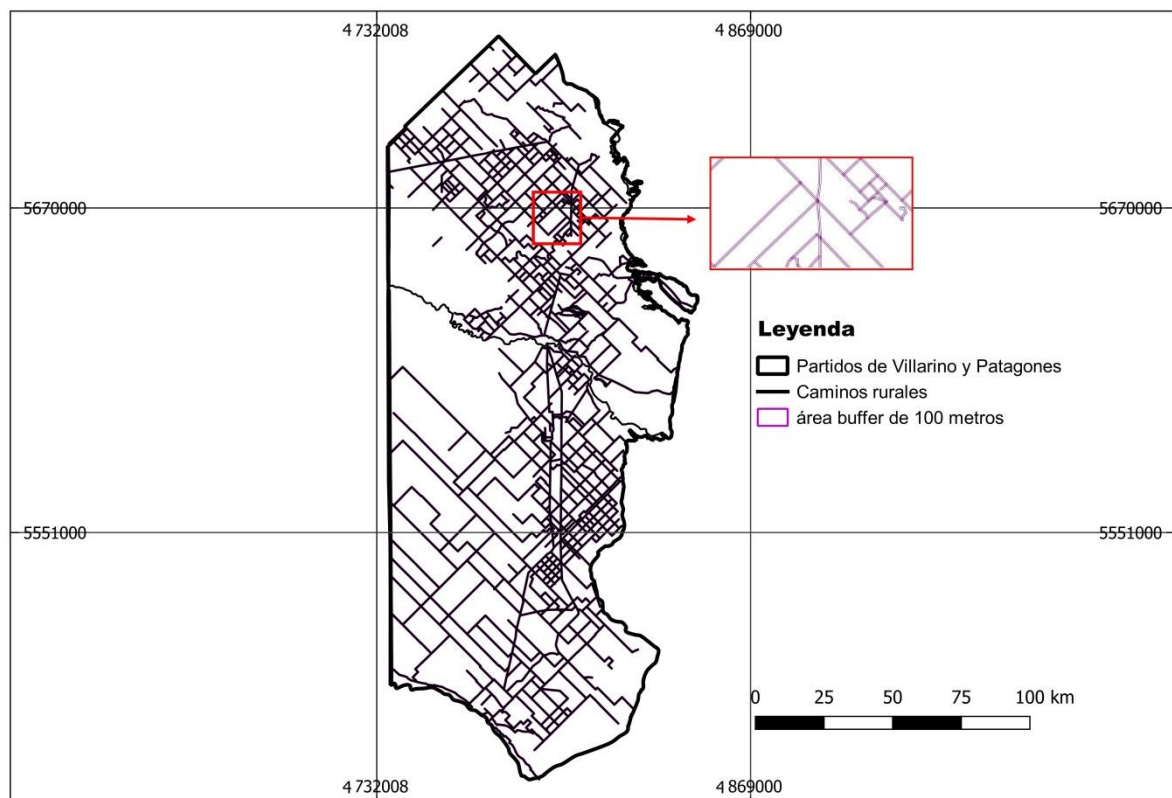 4 732008 4 869000
5670000 5670000
Leyenda
Partidos de Villarino y Patagones
Caminos rurales
área buffer de 100 metros
5551000 5551000
0 25 50 75 100 km
4 732008 4 869000